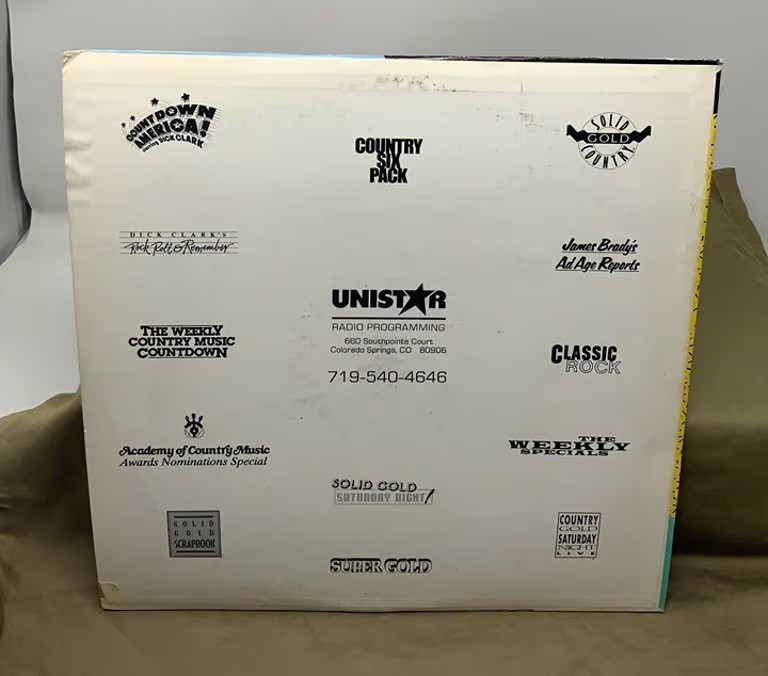 COUNTDOWN
AMERICA!
starring DICK CLARK
COUNTRY
SIX
PACK
SOLID
GOLD
COUNTRY
DICK CLARK'S
Rock Roll & Remember
James Brady's
Ad Age Reports
UNISTAR
RADIO PROGRAMMING
660 Southpointe Court
Colorado Springs, CO 80906
719-540-4646
THE WEEKLY
COUNTRY MUSIC
COUNTDOWN
CLASSIC
ROCK
Academy of Country Music
Awards Nominations Special
THE
WEEKLY
SPECIALS
SOLID GOLD
SATURDAY NIGHT
SOLID
GOLD
SCRAPBOOK
COUNTRY
GOLD
SATURDAY
NIGHT
LIVE
SUPER GOLD